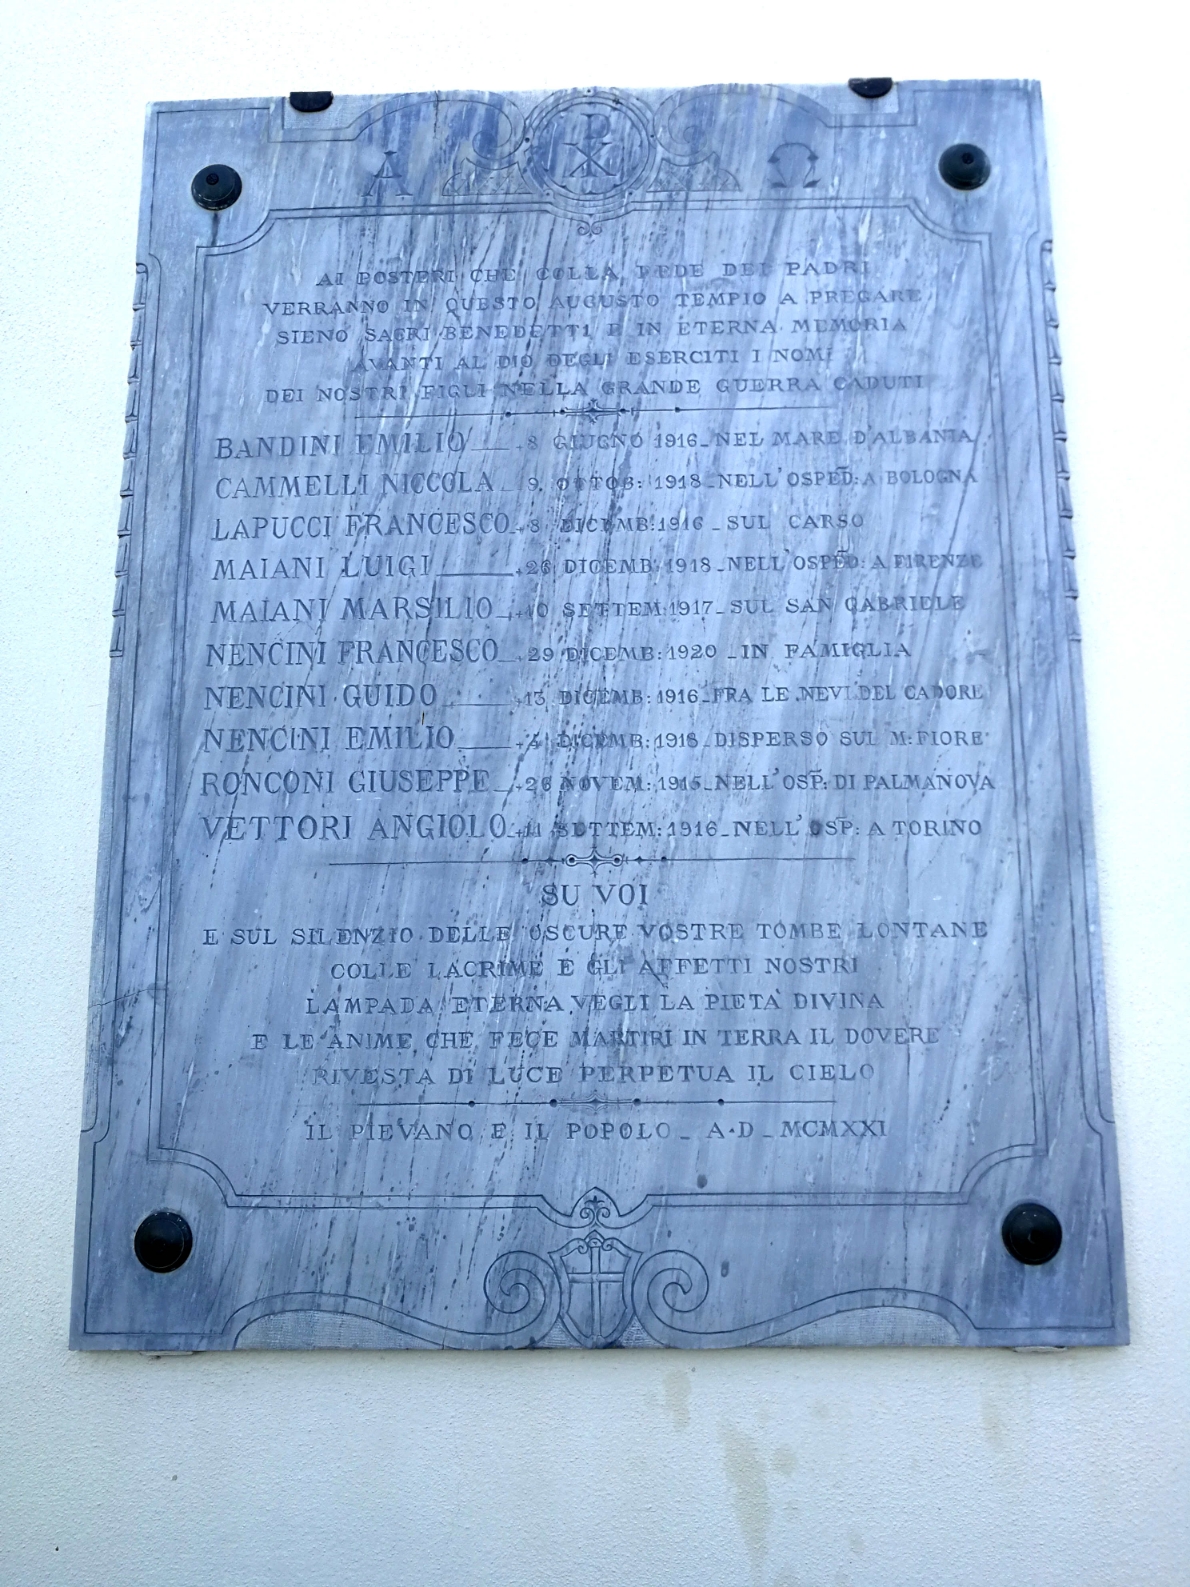 Α ☧ Ω
AI POSTERI CHE COLLA FEDE DEI PADRI
VERRANNO IN QUESTO AUGUSTO TEMPIO A PREGARE
SIENO SACRI BENEDETTI E IN ETERNA MEMORIA
AVANTI AL DIO DEGLI ESERCITI I NOMI
DEI NOSTRI FIGLI NELLA GRANDE GUERRA CADUTI
BANDINI EMILIO + 8 GIUGNO 1916 - NEL MARE D'ALBANIA
CAMMELLI NICCOLA 9. OTTOB: 1918 - NELL'OSPED: A BOLOGNA
LAPUCCI FRANCESCO + 8 DICEMB: 1916 - SUL CARSO
MAIANI LUIGI + 26 DICEMB: 1918 - NELL'OSPED: A FIRENZE
MAIANI MARSILIO + 10 SETTEM: 1917 - SUL SAN GABRIELE
NENCINI FRANCESCO + 29 DICEMB: 1920 - IN FAMIGLIA
NENCINI GUIDO + 13 DICEMB: 1916 - FRA LE NEVI DEL CADORE
NENCINI EMILIO + DICEMB: DISPERSO SUL M: FIORE
RONCONI GIUSEPPE + 26 NOVEM: 1915 - NELL'OSP: DI PALMANOVA
VETTORI ANGIOLO + 11 SETTEM: 1916 - NELL'OSP: A TORINO
SU VOI
E SUL SILENZIO DELLE OSCURE VOSTRE TOMBE LONTANE
COLLE LACRIME E GLI AFFETTI NOSTRI
LAMPADA ETERNA VEGLI LA PIETA' DIVINA
E LE ANIME CHE FECE MARTIRI IN TERRA IL DOVERE
RIVESTA DI LUCE PERPETUA IL CIELO
IL PIEVANO E IL POPOLO - A·D - MCMXXI